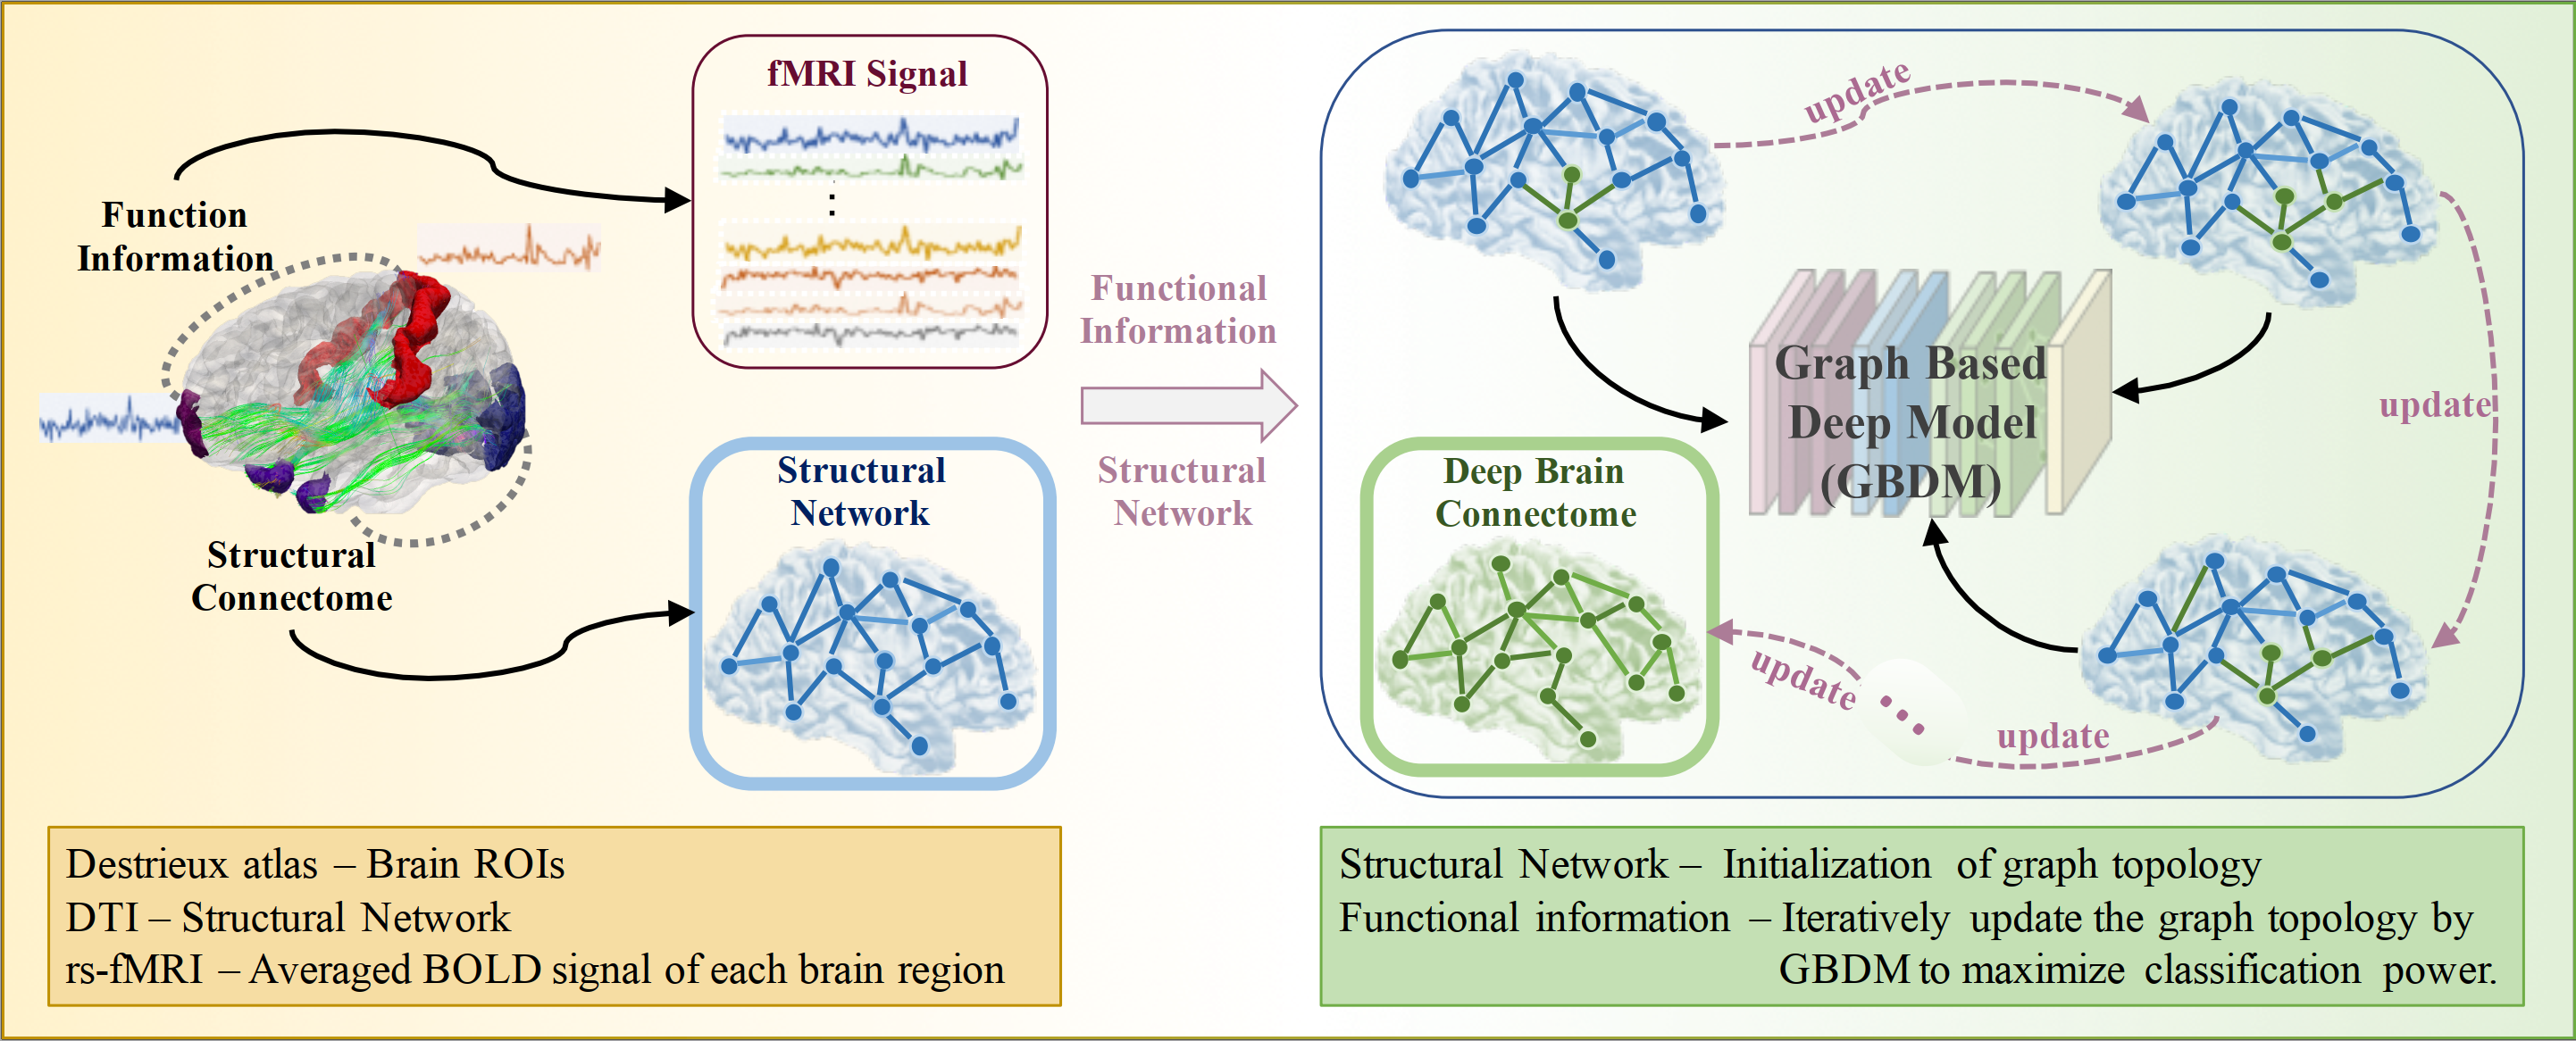 fMRI Signal
Function
Information
Structural
Connectome
Structural
Network
Functional
Information
Structural
Network
update
update
Graph Based
Deep Model
(GBDM)
Deep Brain
Connectome
update
update
Destrieux atlas – Brain ROIs
DTI – Structural Network
rs-fMRI – Averaged BOLD signal of each brain region
Structural Network – Initialization of graph topology
Functional information – Iteratively update the graph topology by
GBDM to maximize classification power.